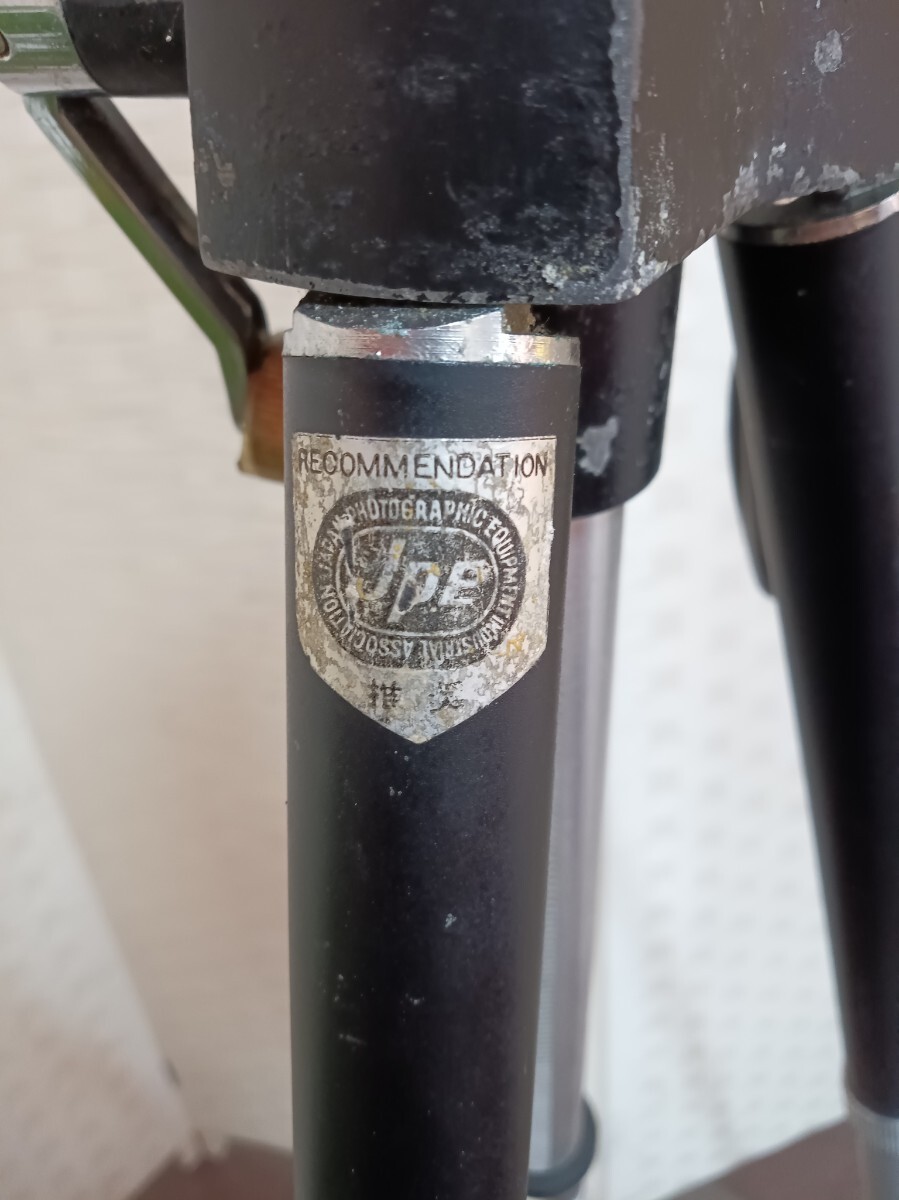 RECOMMENDATION
JAPAN PHOTOGRAPHIC EQUIPMENT INDUSTRIAL ASSOCIATION
Jpe
推奨